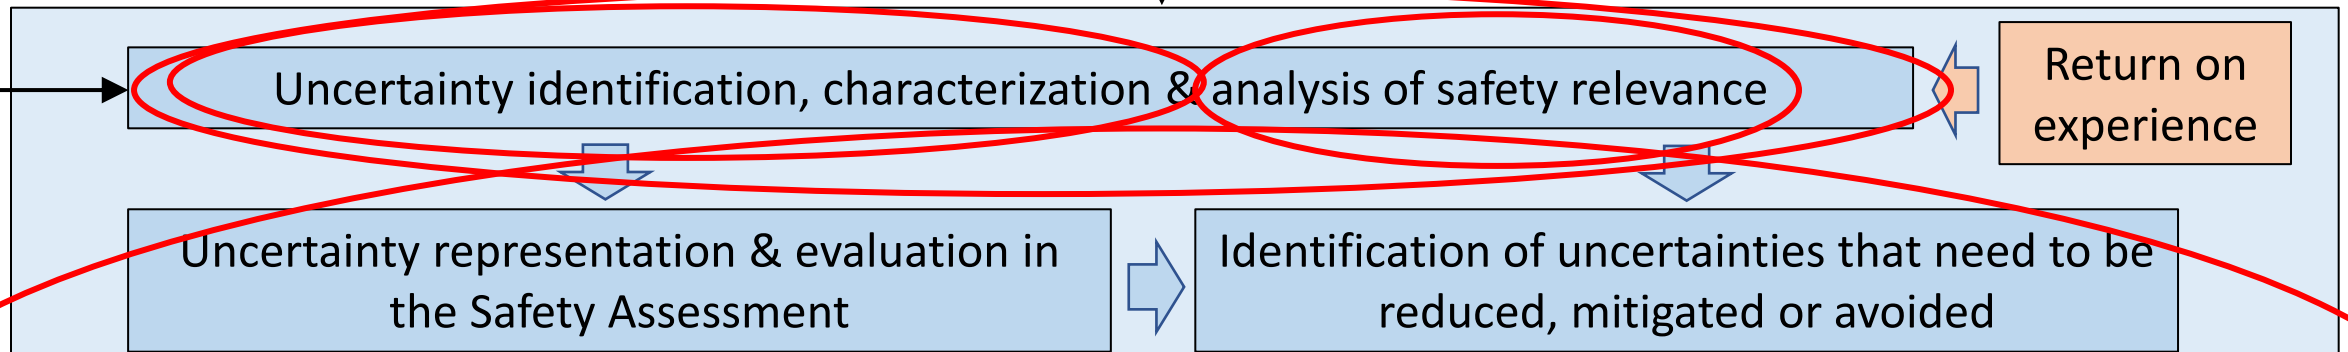 Uncertainty identification, characterization & analysis of safety relevance
Return on
experience
Uncertainty representation & evaluation in
the Safety Assessment
Identification of uncertainties that need to be
reduced, mitigated or avoided